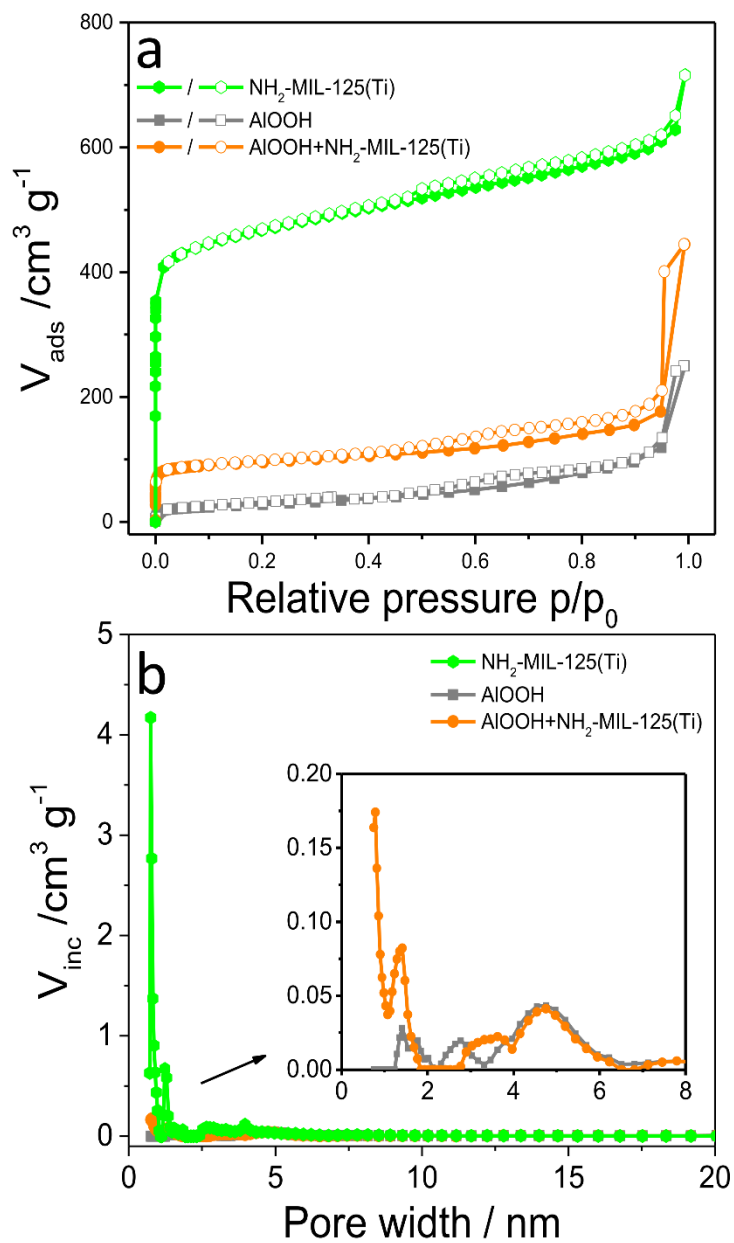 a
800
600
400
200
0
V_ads /cm³ g⁻¹
/ NH₂-MIL-125(Ti)
/ AlOOH
/ AlOOH+NH₂-MIL-125(Ti)
0.0 0.2 0.4 0.6 0.8 1.0
Relative pressure p/p₀
b
5
4
3
2
1
0
V_inc /cm³ g⁻¹
NH₂-MIL-125(Ti)
AlOOH
AlOOH+NH₂-MIL-125(Ti)
0.20
0.15
0.10
0.05
0.00
0 2 4 6 8
0 5 10 15 20
Pore width / nm